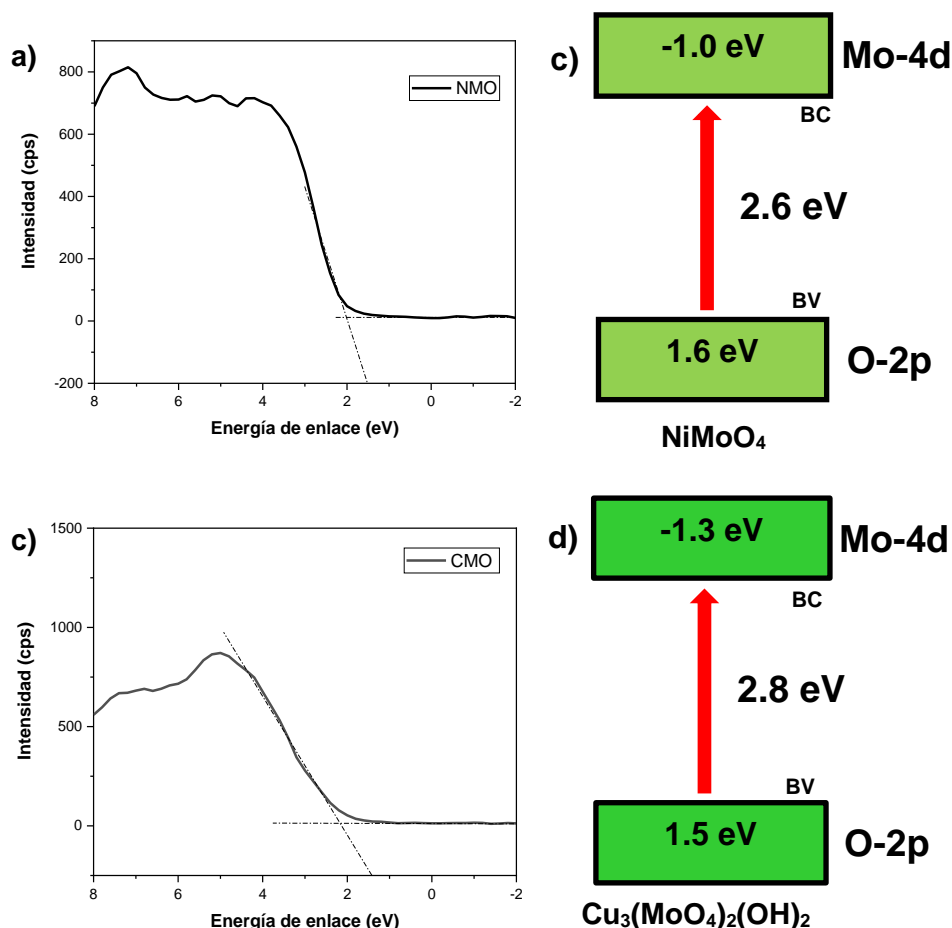 a)
800
600
400
200
0
-200
8
6
4
2
0
-2
Intensidad (cps)
Energía de enlace (eV)
NMO
c)
-1.0 eV
Mo-4d
BC
2.6 eV
BV
1.6 eV
O-2p
NiMoO₄
c)
1500
1000
500
0
8
6
4
2
0
-2
Intensidad (cps)
Energía de enlace (eV)
CMO
d)
-1.3 eV
Mo-4d
BC
2.8 eV
BV
1.5 eV
O-2p
Cu₃(MoO₄)₂(OH)₂